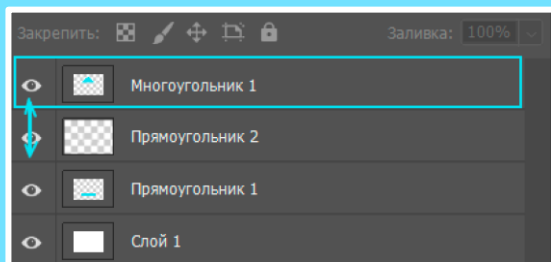 Закрепить: Заливка: 100%
Многоугольник 1
Прямоугольник 2
Прямоугольник 1
Слой 1